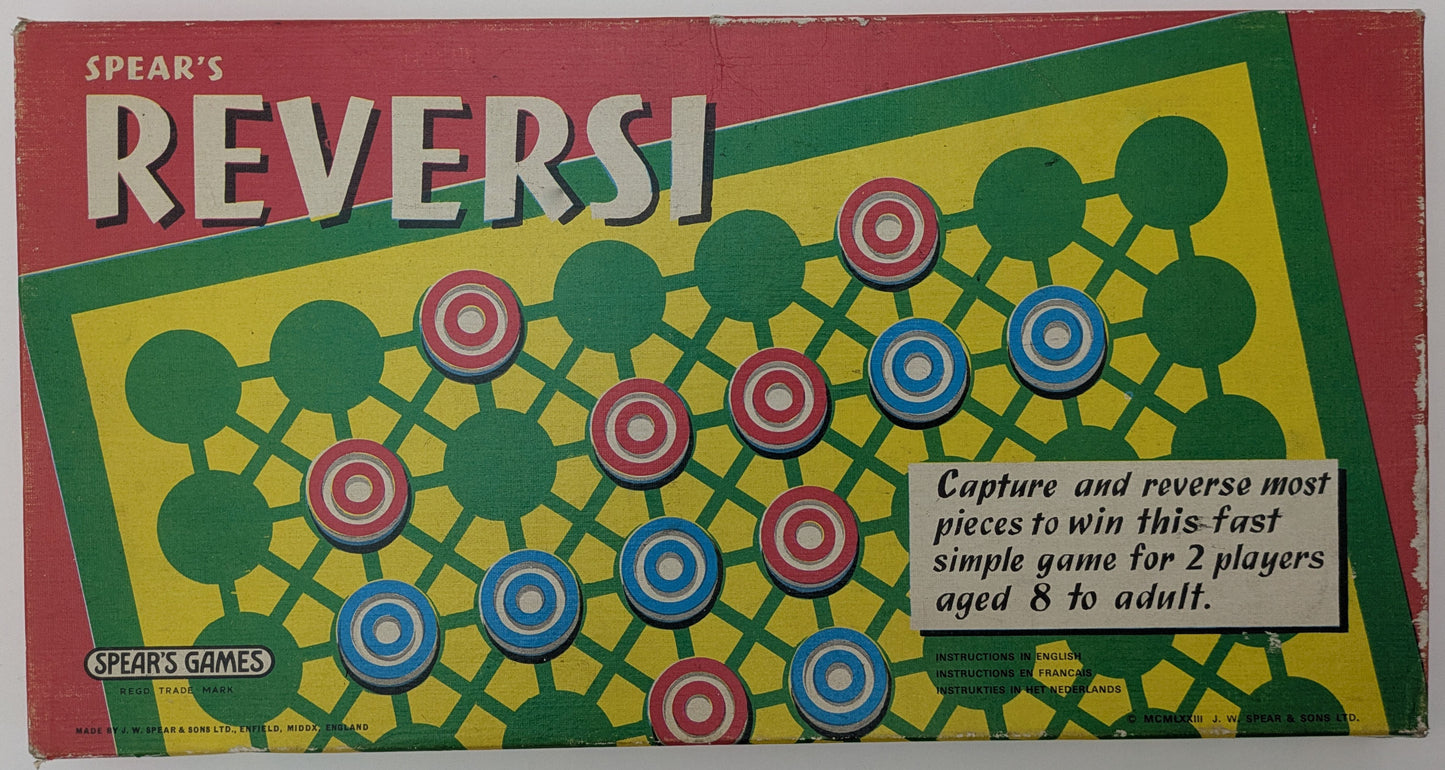 SPEAR'S
REVERSI
Capture and reverse most
pieces to win this fast
simple game for 2 players
aged 8 to adult.
SPEAR'S GAMES
REGD. TRADE MARK
INSTRUCTIONS IN ENGLISH
INSTRUCTIONS EN FRANCAIS
INSTRUKTIES IN HET NEDERLANDS
MADE BY J. W. SPEAR & SONS LTD., ENFIELD, MIDDX, ENGLAND
© MCMLXXIII J. W. SPEAR & SONS LTD.